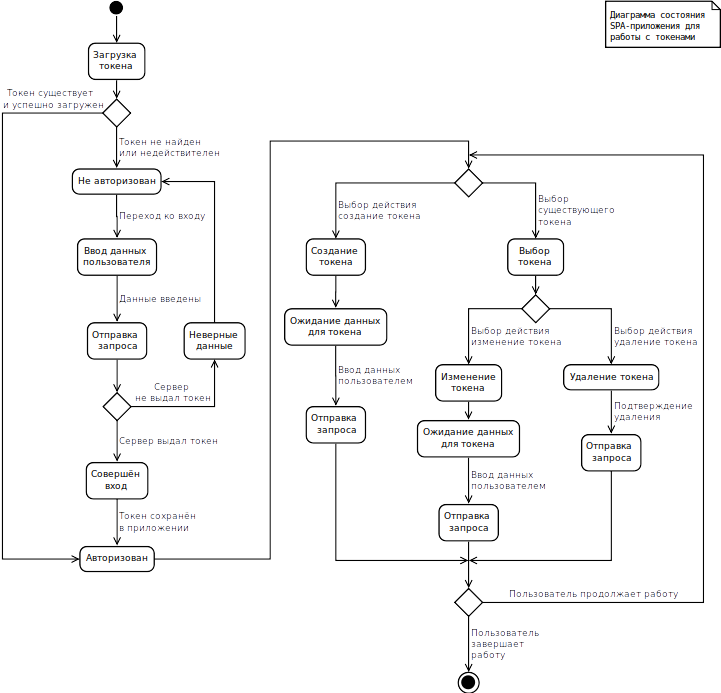 Диаграмма состояния
SPA-приложения для
работы с токенами
Загрузка
токена
Токен существует
и успешно загружен
Токен не найден
или недействителен
Не авторизован
Переход ко входу
Ввод данных
пользователя
Данные введены
Отправка
запроса
Неверные
данные
Сервер
не выдал токен
Сервер выдал токен
Совершён
вход
Токен сохранён
в приложении
Авторизован
Выбор действия
создание токена
Выбор
существующего
токена
Создание
токена
Выбор
токена
Ожидание данных
для токена
Выбор действия
изменение токена
Выбор действия
удаление токена
Ввод данных
пользователем
Изменение
токена
Удаление токена
Отправка
запроса
Ожидание данных
для токена
Подтверждение
удаления
Отправка
запроса
Ввод данных
пользователем
Отправка
запроса
Пользователь продолжает работу
Пользователь
завершает
работу